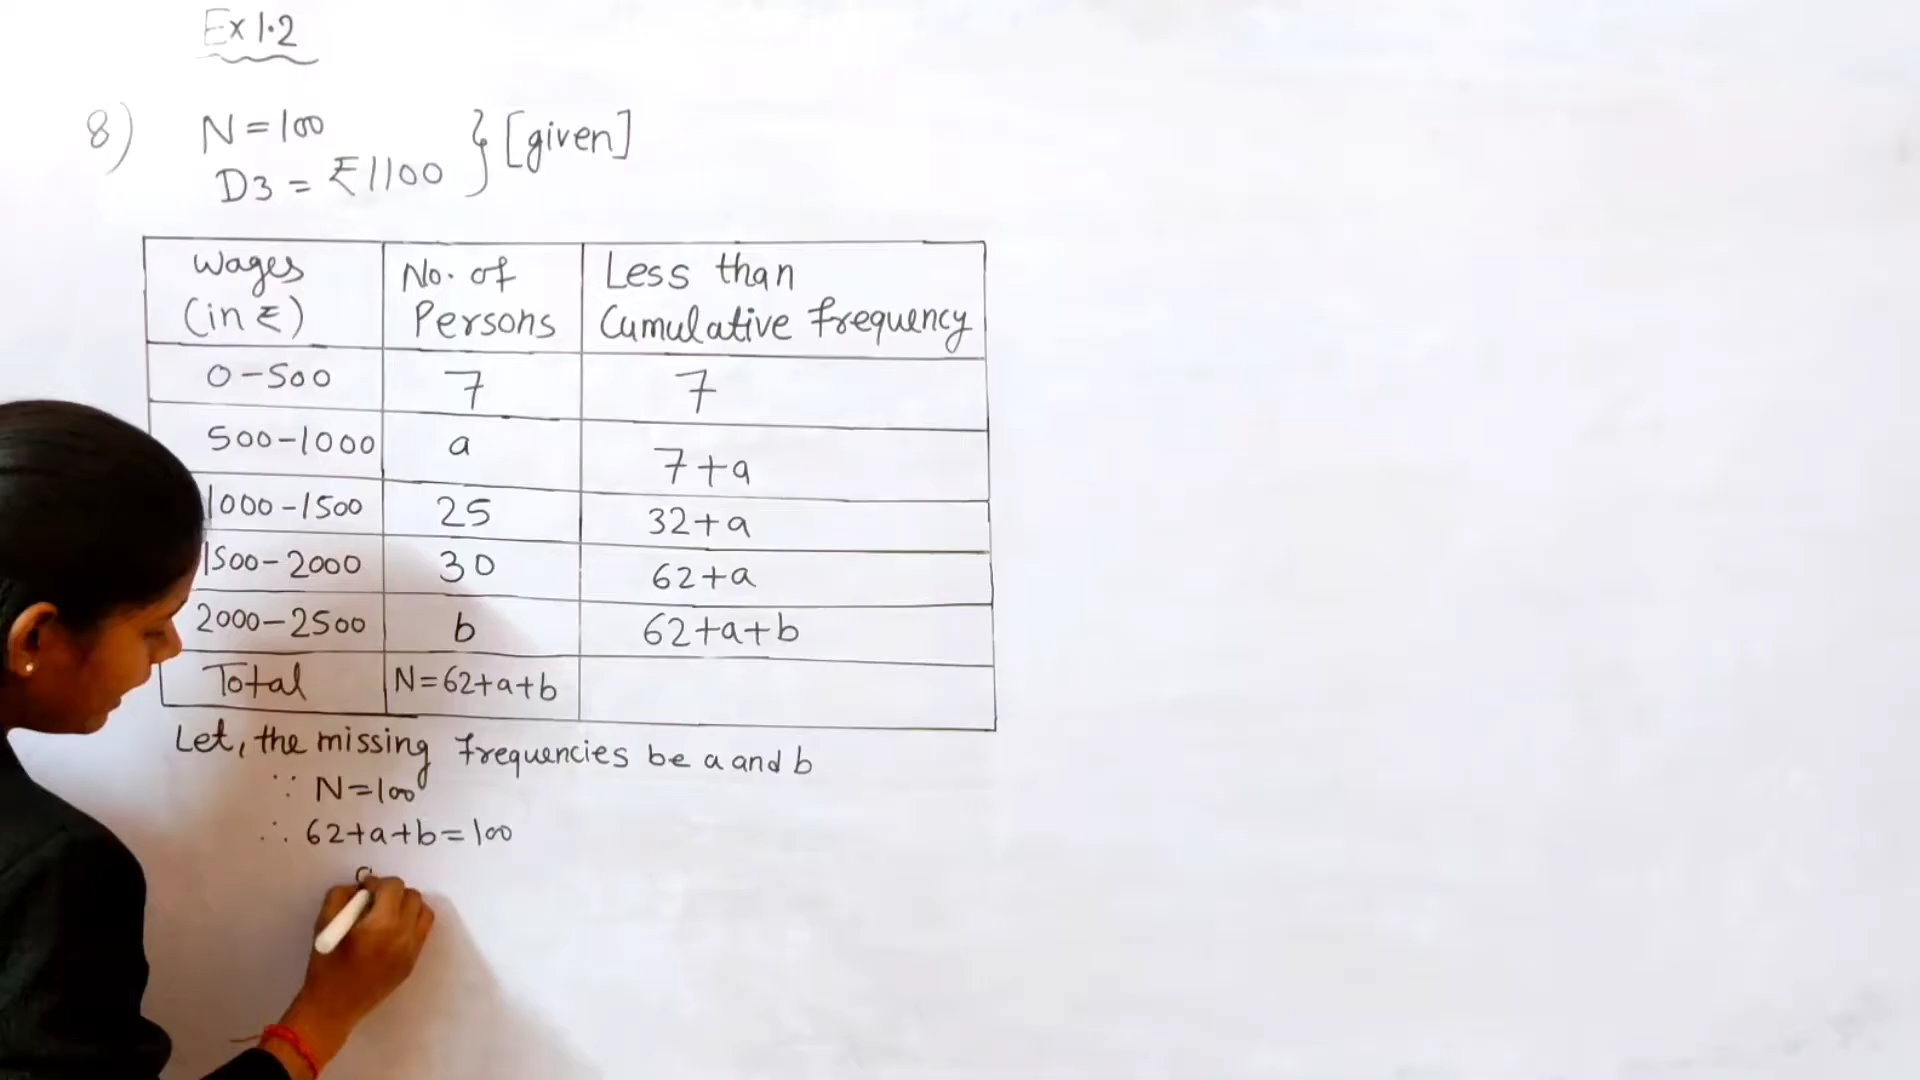 Ex 1.2
8) N=100
D3 = ₹1100 } [given]
Wages (in ₹) No. of Persons Less than Cumulative frequency
0-500 7 7
500-1000 a 7+a
1000-1500 25 32+a
1500-2000 30 62+a
2000-2500 b 62+a+b
Total N=62+a+b
Let, the missing frequencies be a and b
∵ N=100
∴ 62+a+b=100